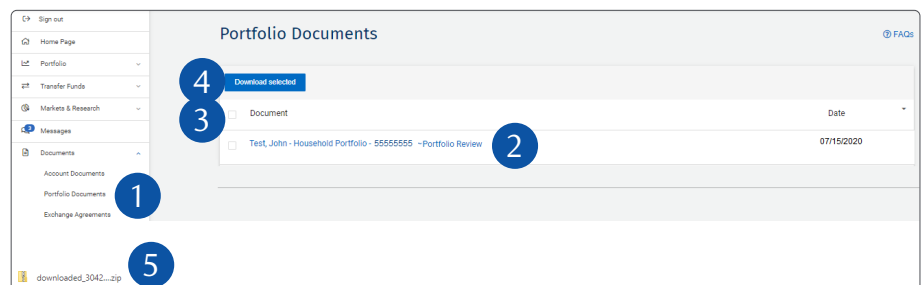 Sign out
Home Page
Portfolio
Transfer Funds
Markets & Research
3
Messages
Documents
Account Documents
Portfolio Documents
1
Exchange Agreements
5
downloaded_3042....zip
Portfolio Documents
? FAQs
4
Download selected
3
Document
Date
Test, John - Household Portfolio - 55555555 ~Portfolio Review
2
07/15/2020